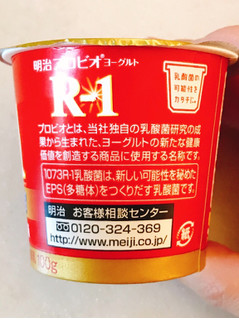 明治プロビオヨーグルト
R-1
乳酸菌の
可能性を
カタチに。
プロビオとは、当社独自の乳酸菌研究の成
果から生まれた、ヨーグルトの新たな健康
価値を創造する商品に使用する名称です。
1073R-1乳酸菌は、新しい可能性を秘めた
EPS(多糖体)をつくりだす乳酸菌です。
明治 お客様相談センター
0120-324-369
http://www.meiji.co.jp/
紙
100g